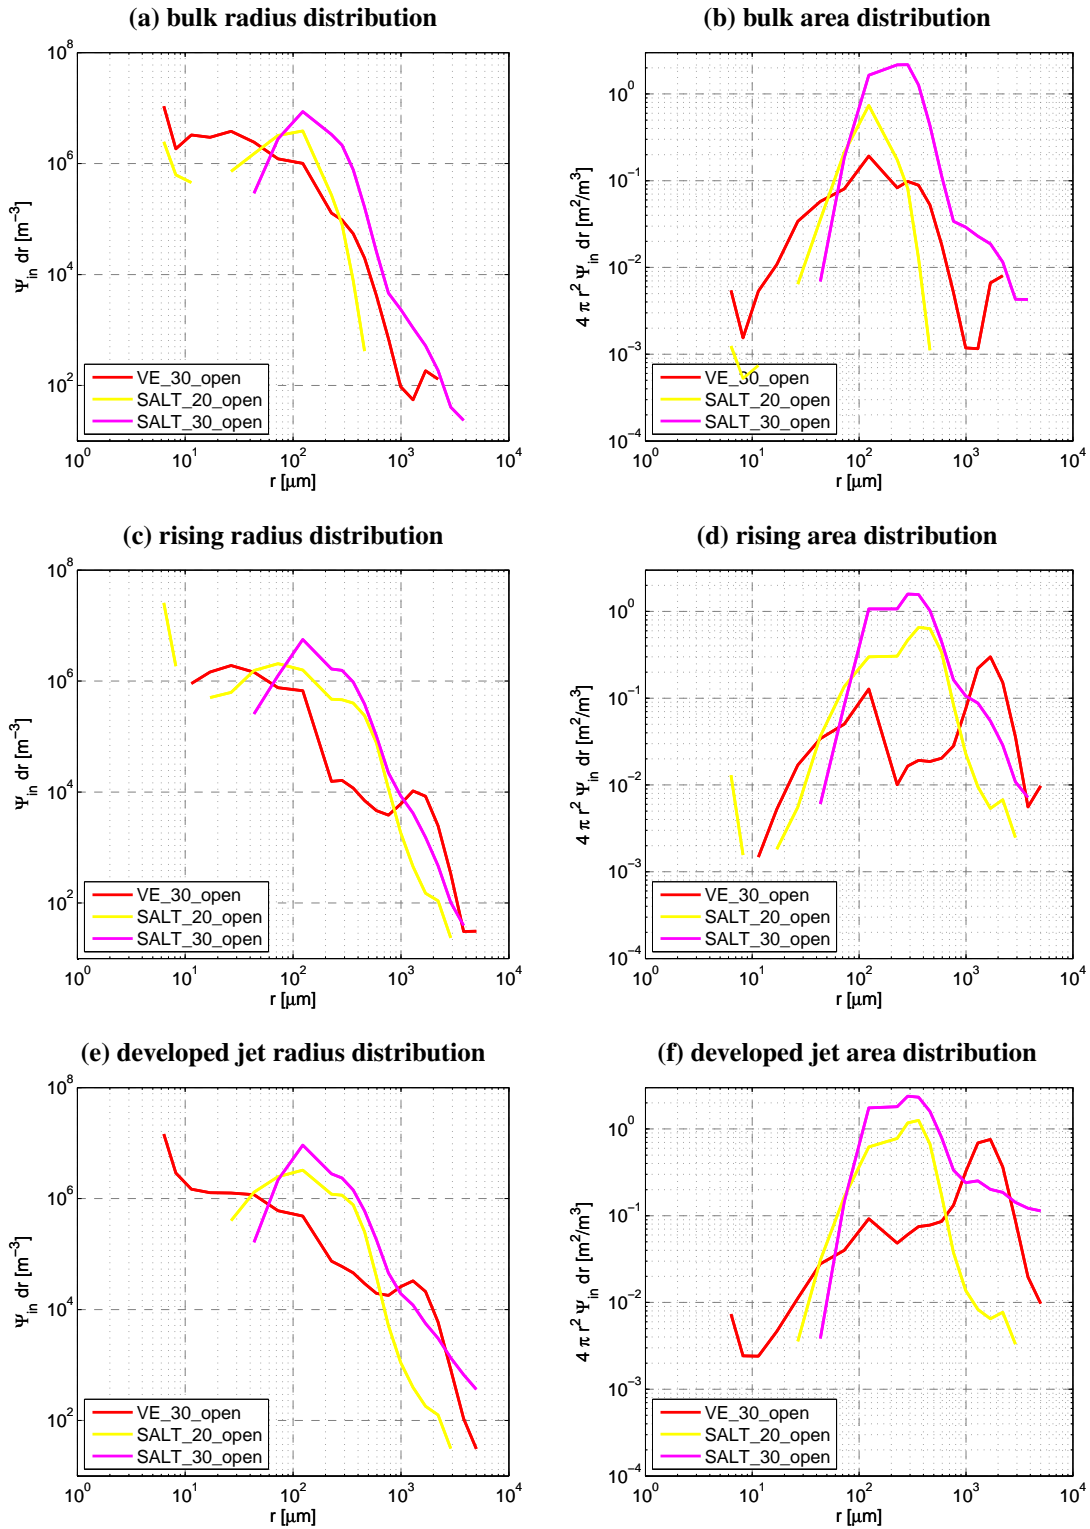 (a) bulk radius distribution
10^8
10^6
10^4
10^2
Ψ_in dr [m^−3]
VE_30_open
SALT_20_open
SALT_30_open
10^0 10^1 10^2 10^3 10^4
r [μm]
(b) bulk area distribution
10^0
10^−1
10^−2
10^−3
10^−4
4 π r^2 Ψ_in dr [m^2/m^3]
VE_30_open
SALT_20_open
SALT_30_open
10^0 10^1 10^2 10^3 10^4
r [μm]
(c) rising radius distribution
10^8
10^6
10^4
10^2
Ψ_in dr [m^−3]
VE_30_open
SALT_20_open
SALT_30_open
10^0 10^1 10^2 10^3 10^4
r [μm]
(d) rising area distribution
10^0
10^−1
10^−2
10^−3
10^−4
4 π r^2 Ψ_in dr [m^2/m^3]
VE_30_open
SALT_20_open
SALT_30_open
10^0 10^1 10^2 10^3 10^4
r [μm]
(e) developed jet radius distribution
10^8
10^6
10^4
10^2
Ψ_in dr [m^−3]
VE_30_open
SALT_20_open
SALT_30_open
10^0 10^1 10^2 10^3 10^4
r [μm]
(f) developed jet area distribution
10^0
10^−1
10^−2
10^−3
10^−4
4 π r^2 Ψ_in dr [m^2/m^3]
VE_30_open
SALT_20_open
SALT_30_open
10^0 10^1 10^2 10^3 10^4
r [μm]